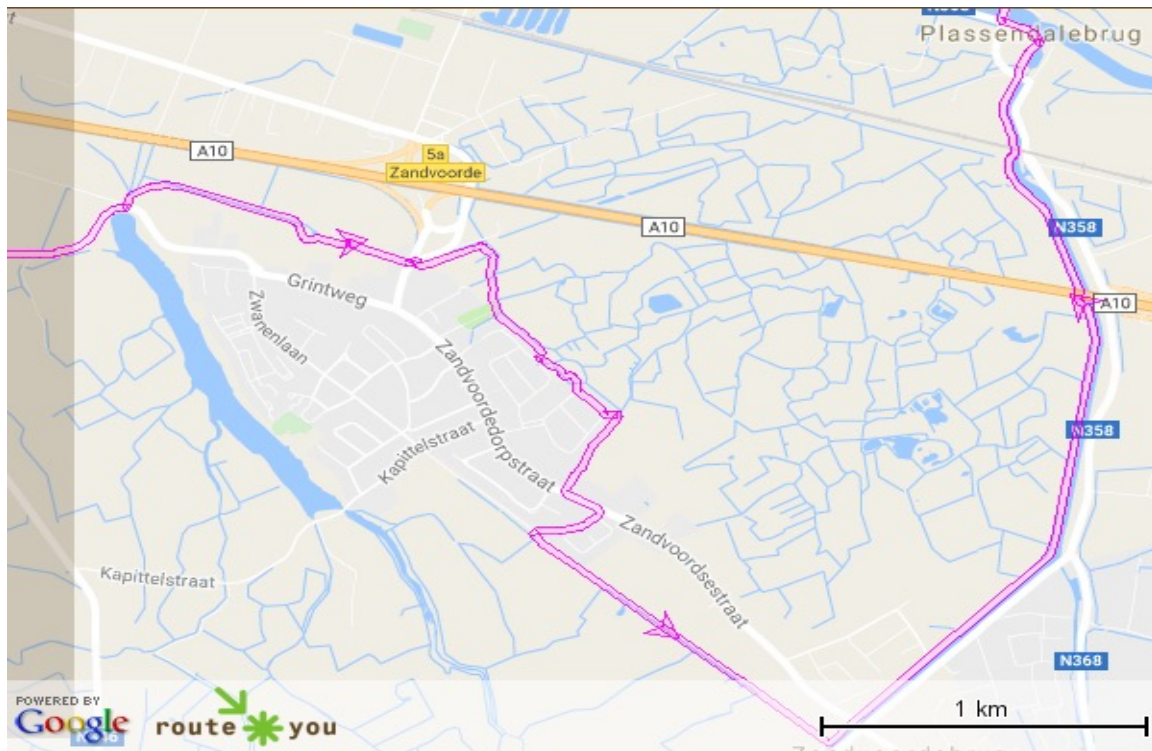 Plassendalebrug
A10
5a
Zandvoorde
A10
N358
Grintweg
A10
Zwanenlaan
Zandvoordedorpstraat
Kapittelstraat
N358
Zandvoordsestraat
Kapittelstraat
N368
POWERED BY
Google
route you
1 km